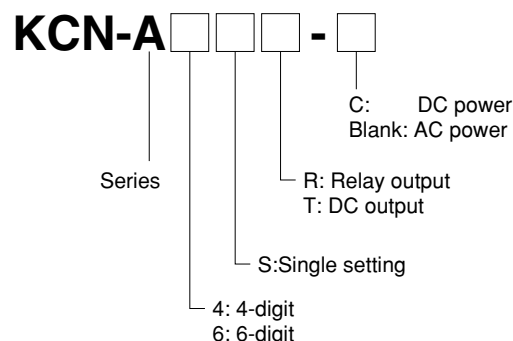 KCN-A□□□-□
C: DC power
Blank: AC power
Series
R: Relay output
T: DC output
S:Single setting
4: 4-digit
6: 6-digit